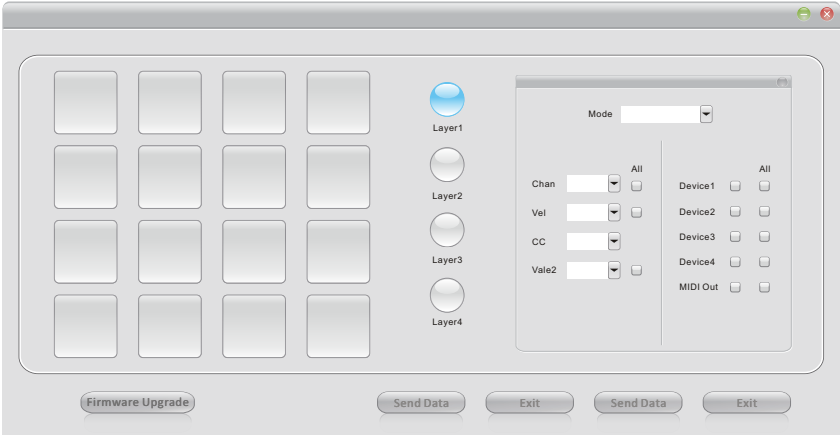 Layer1
Layer2
Layer3
Layer4
Mode
All
Chan
Vel
CC
Vale2
All
Device1
Device2
Device3
Device4
MIDI Out
Firmware Upgrade
Send Data
Exit
Send Data
Exit